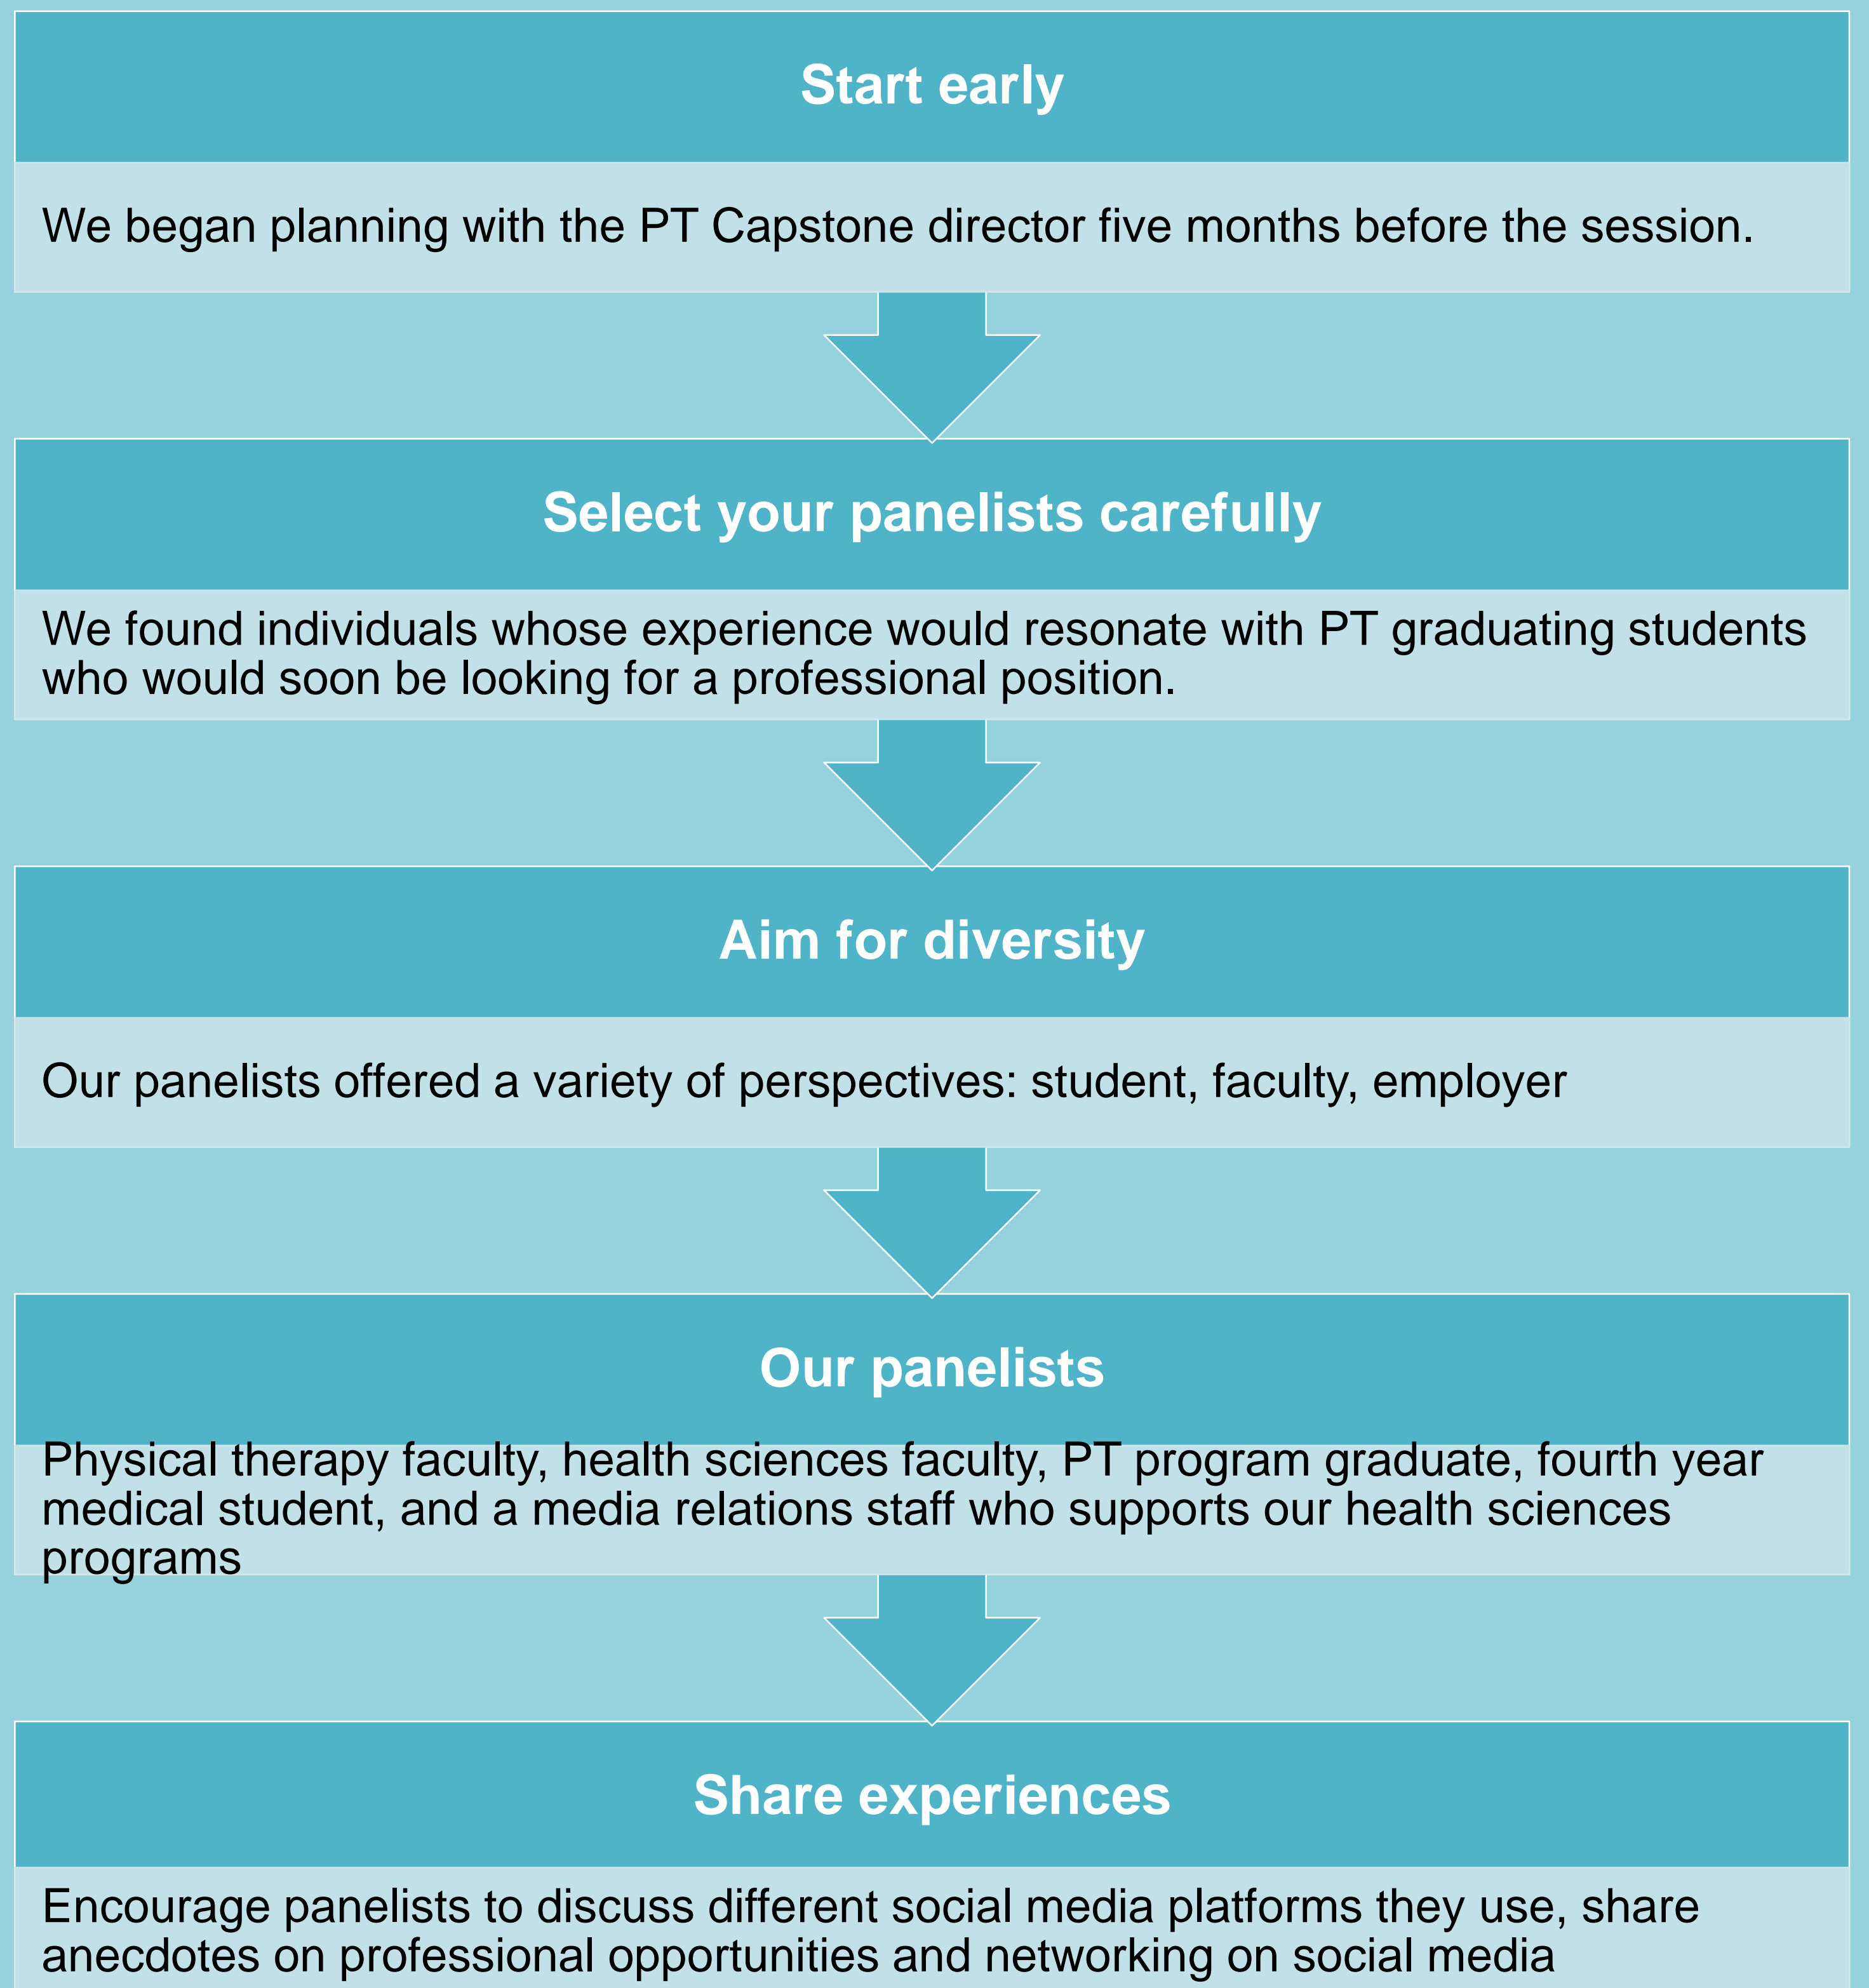 Start early
We began planning with the PT Capstone director five months before the session.
Select your panelists carefully
We found individuals whose experience would resonate with PT graduating students
who would soon be looking for a professional position.
Aim for diversity
Our panelists offered a variety of perspectives: student, faculty, employer
Our panelists
Physical therapy faculty, health sciences faculty, PT program graduate, fourth year
medical student, and a media relations staff who supports our health sciences
programs
Share experiences
Encourage panelists to discuss different social media platforms they use, share
anecdotes on professional opportunities and networking on social media